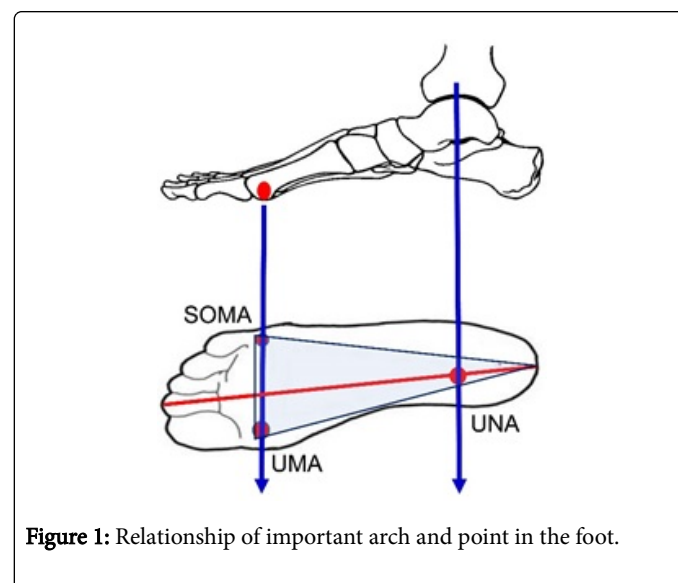 SOMA
UNA
UMA
Figure 1: Relationship of important arch and point in the foot.